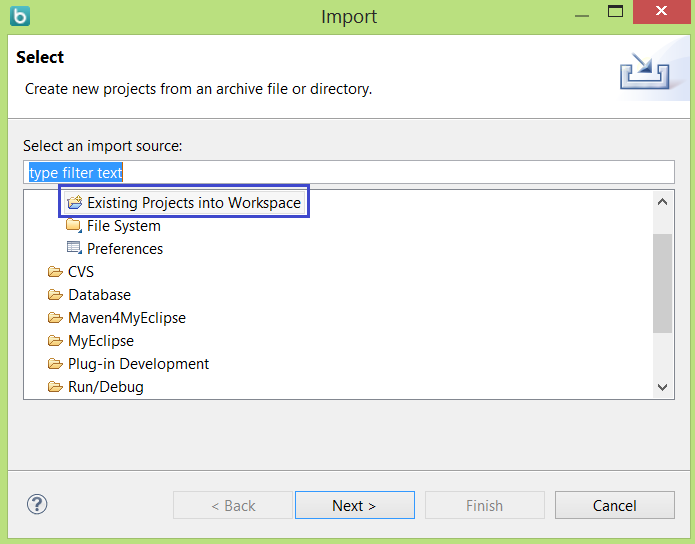 Import
Select
Create new projects from an archive file or directory.
Select an import source:
type filter text
Existing Projects into Workspace
File System
Preferences
CVS
Database
Maven4MyEclipse
MyEclipse
Plug-in Development
Run/Debug
? < Back Next > Finish Cancel